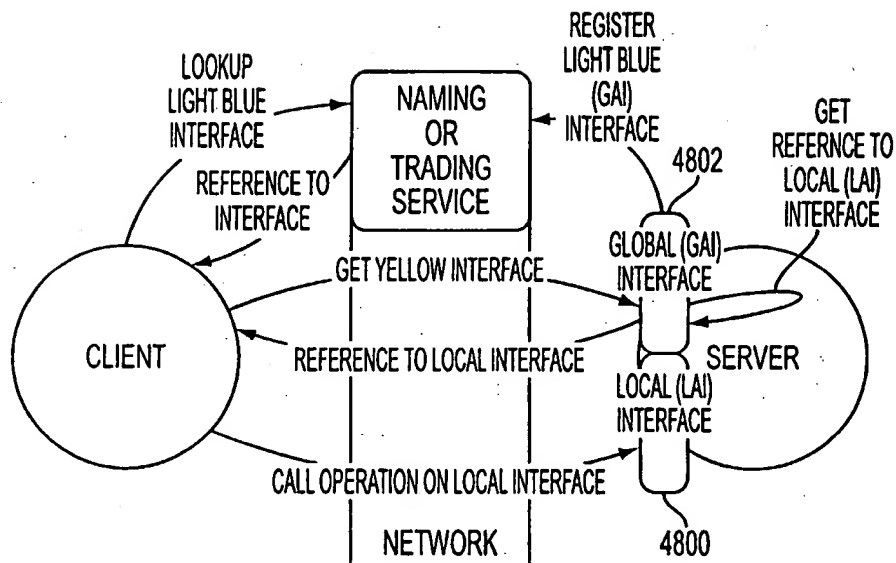 LOOKUP
LIGHT BLUE
INTERFACE
NAMING
OR
TRADING
SERVICE
REGISTER
LIGHT BLUE
(GAI)
INTERFACE
GET
REFERNCE TO
LOCAL (LAI)
INTERFACE
4802
REFERENCE TO
INTERFACE
GLOBAL (GAI)
INTERFACE
GET YELLOW INTERFACE
CLIENT
REFERENCE TO LOCAL INTERFACE
SERVER
LOCAL (LAI)
INTERFACE
CALL OPERATION ON LOCAL INTERFACE
NETWORK
4800